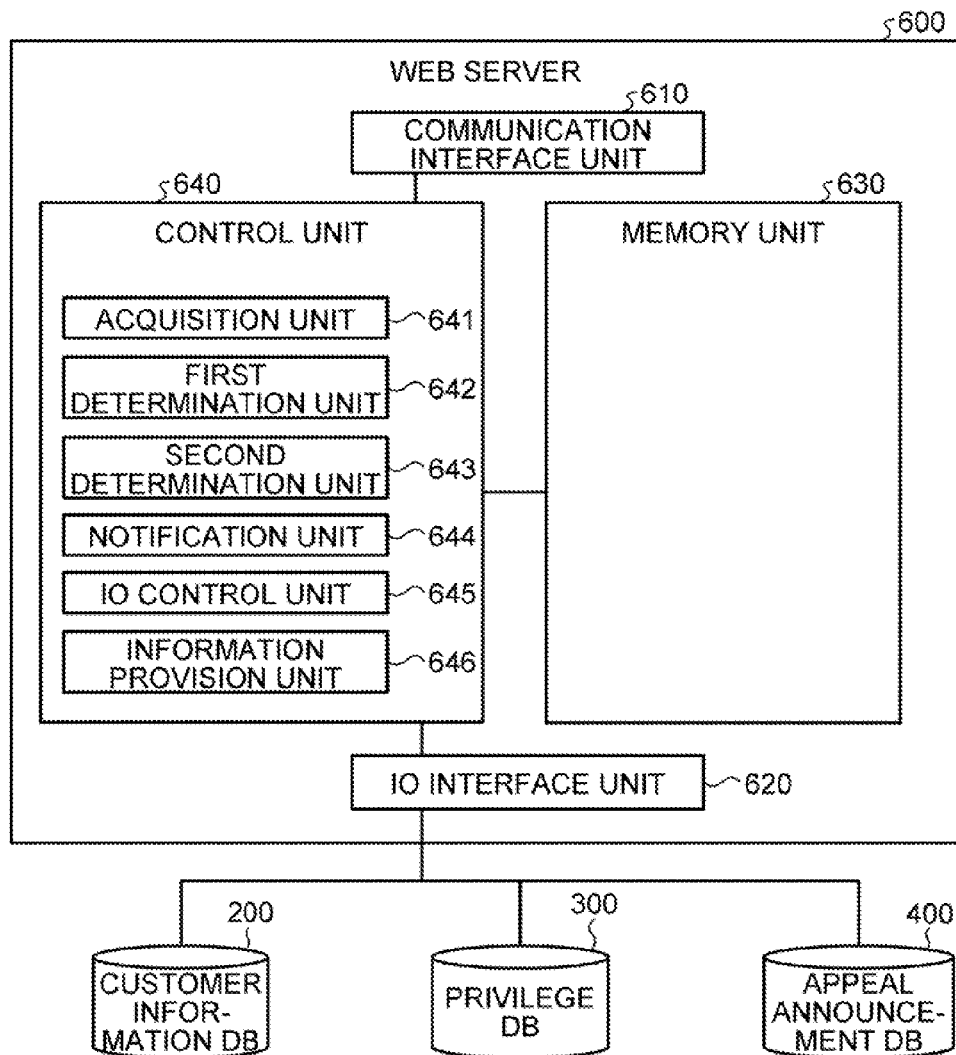 600
WEB SERVER
610
COMMUNICATION
INTERFACE UNIT
640
CONTROL UNIT
630
MEMORY UNIT
ACQUISITION UNIT
641
FIRST
DETERMINATION UNIT
642
SECOND
DETERMINATION UNIT
643
NOTIFICATION UNIT
644
IO CONTROL UNIT
645
INFORMATION
PROVISION UNIT
646
IO INTERFACE UNIT
620
200
CUSTOMER
INFOR-
MATION DB
300
PRIVILEGE
DB
400
APPEAL
ANNOUNCE-
MENT DB